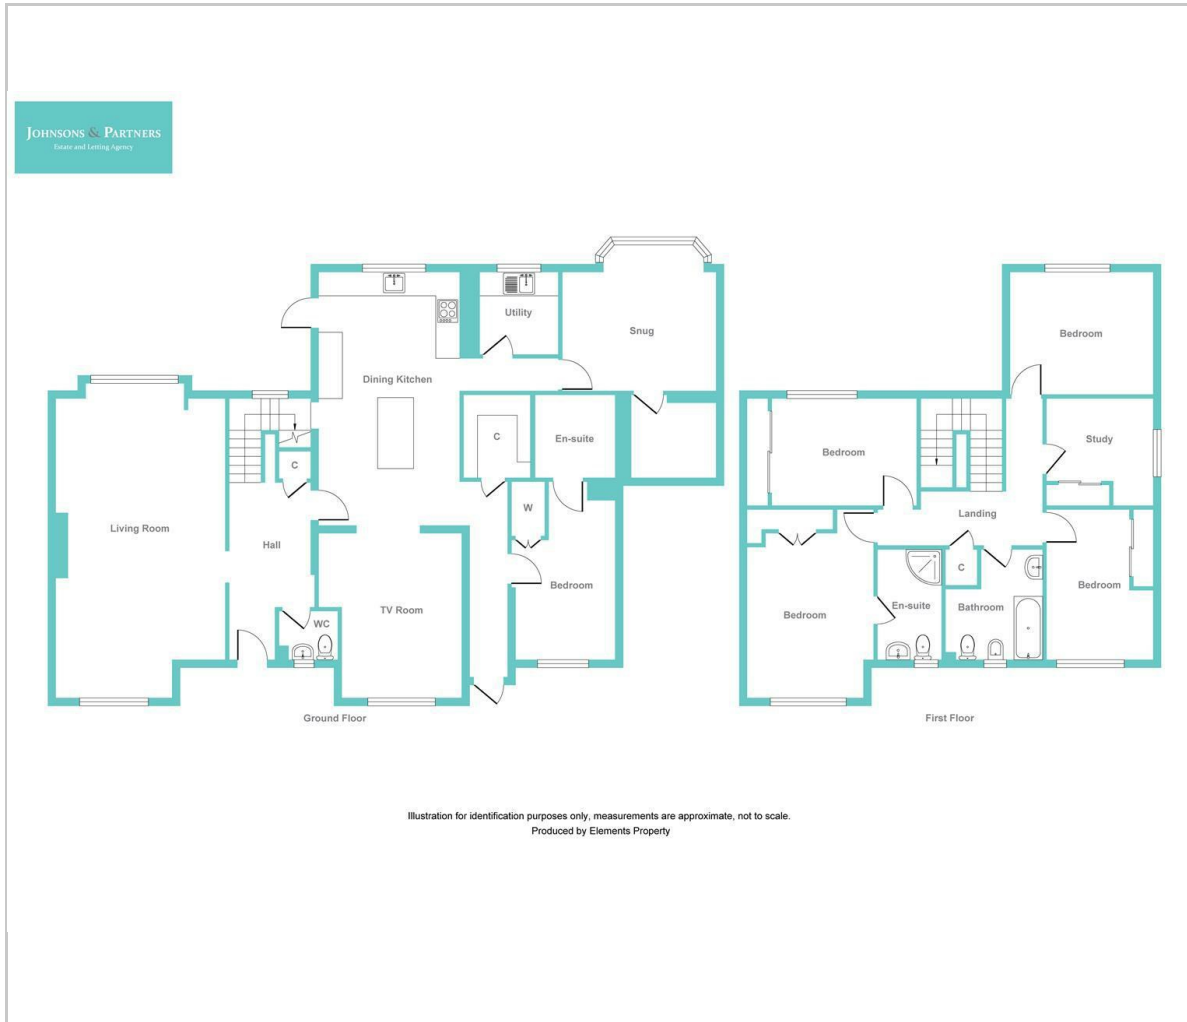 JOHNSONS & PARTNERS
Estate and Letting Agency
Utility
Snug
Dining Kitchen
C
En-suite
C
W
Living Room
Hall
Bedroom
TV Room
WC
Ground Floor
Bedroom
Study
Bedroom
Landing
C
Bedroom
En-suite
Bathroom
Bedroom
First Floor
Illustration for identification purposes only, measurements are approximate, not to scale.
Produced by Elements Property